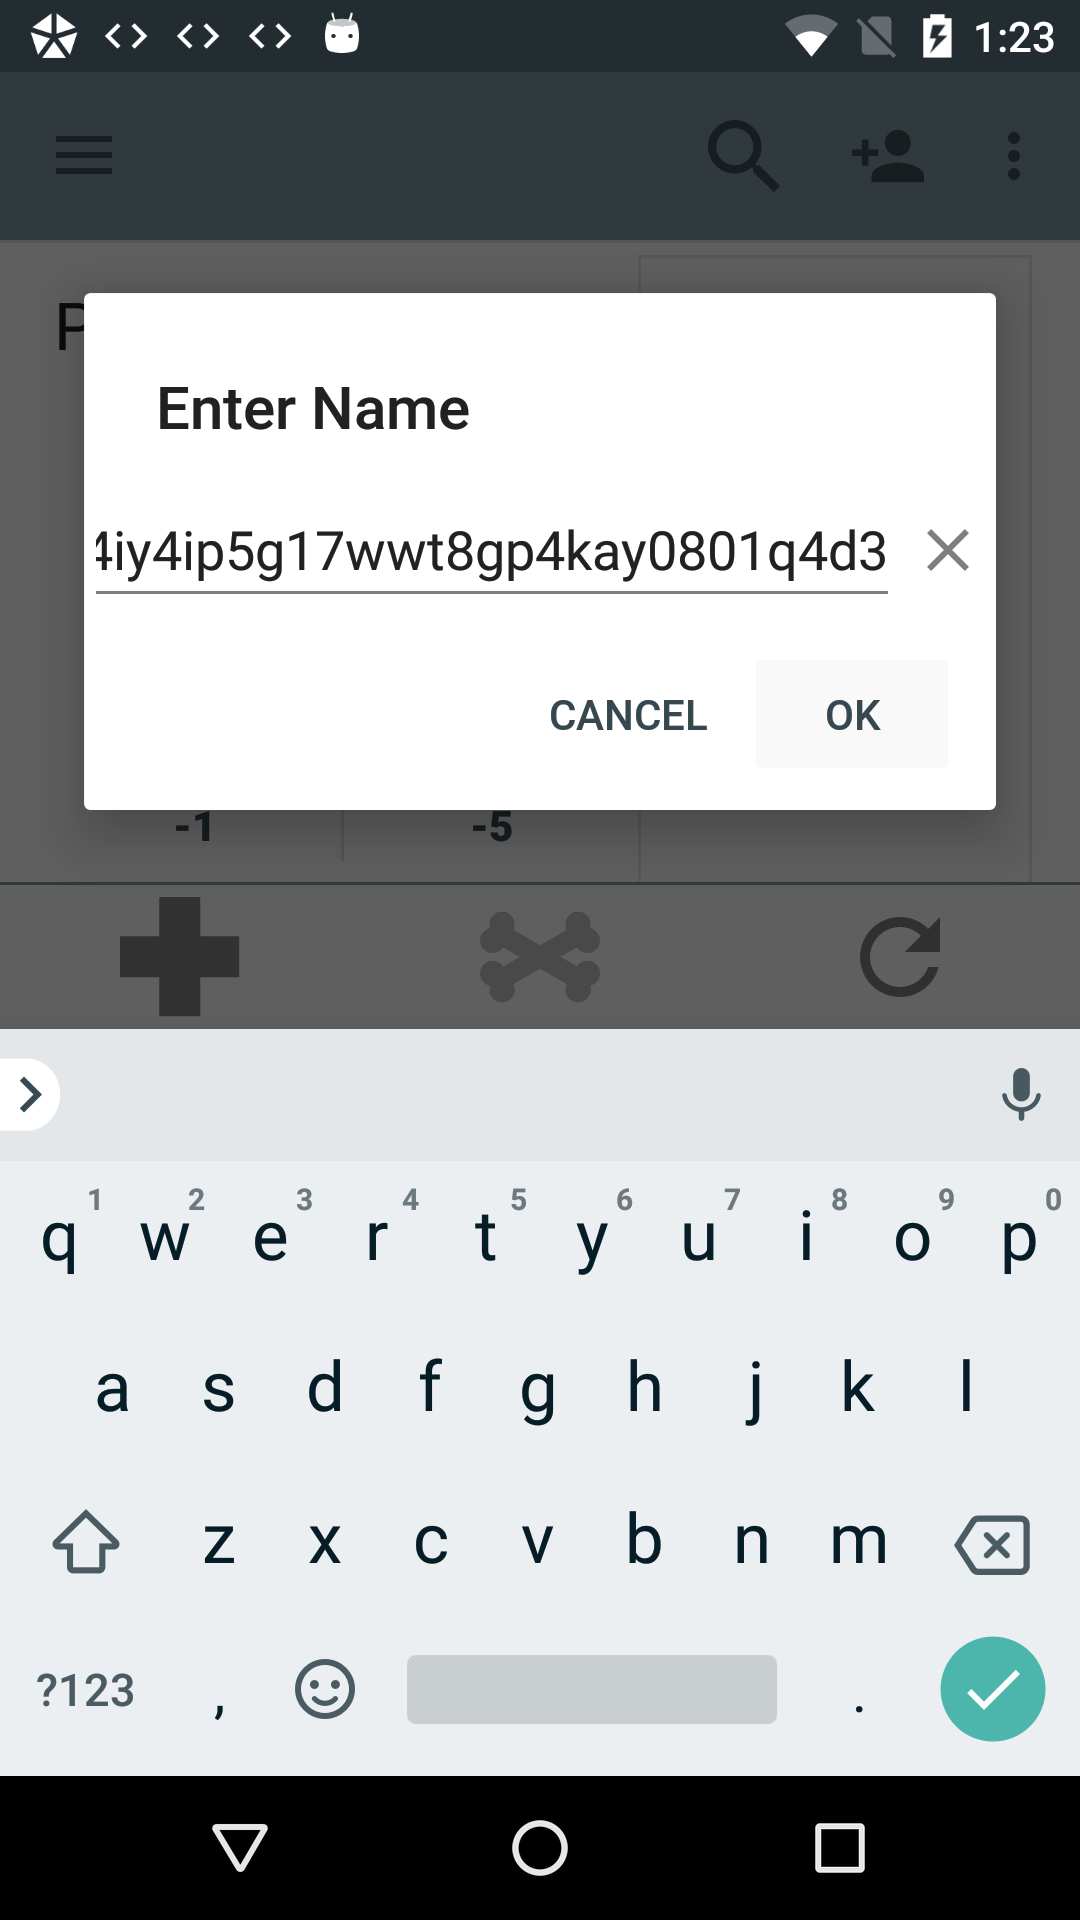 1:23
P
Enter Name
4iy4ip5g17wwt8gp4kay0801q4d3
CANCEL OK
-1 -5
1 2 3 4 5 6 7 8 9 0
q w e r t y u i o p
a s d f g h j k l
z x c v b n m
?123 , .